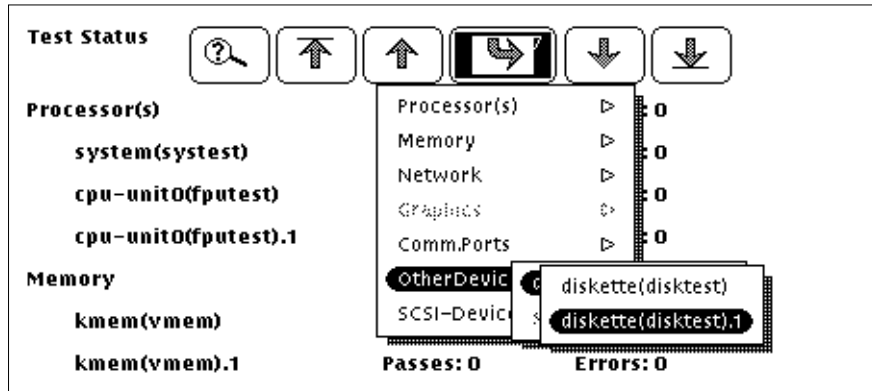 Test Status
Processor(s)
: 0
system(systest)
: 0
cpu-unit0(fputest)
: 0
cpu-unit0(fputest).1
: 0
Memory
kmem(vmem)
kmem(vmem).1
Passes: 0
Errors: 0
Processor(s)
Memory
Network
Graphics
Comm.Ports
OtherDevic
SCSI-Devic
diskette(disktest)
diskette(disktest).1